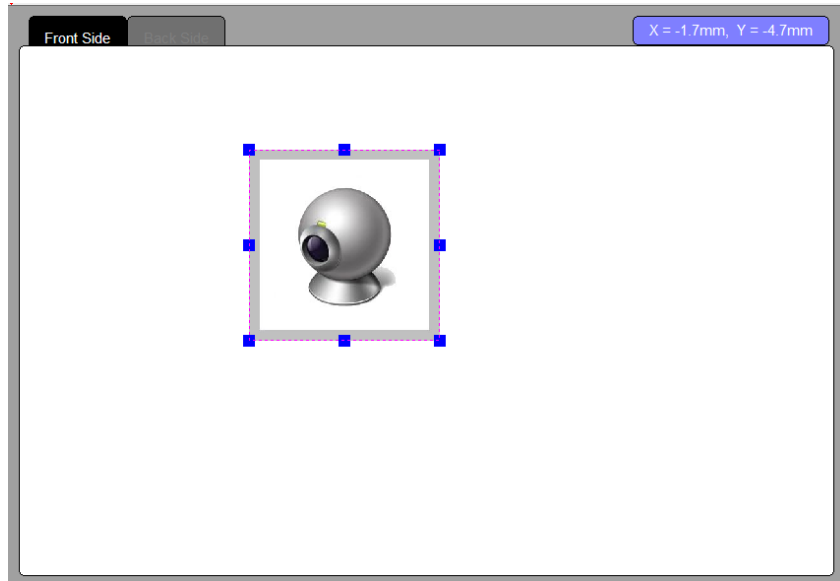 Front Side
Back Side
X = -1.7mm, Y = -4.7mm